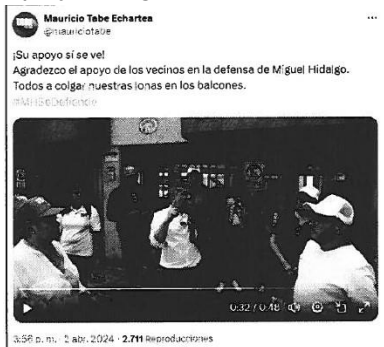 Mauricio Tabe Echartea
@mauriciotabe
¡Su apoyo sí se ve!
Agradezco el apoyo de los vecinos en la defensa de Miguel Hidalgo.
Todos a colgar nuestras lonas en los balcones.
#MHSeDefiende
0:32 / 0:48
3:56 p. m. · abr. 2024 · 2.711 Reproducciones